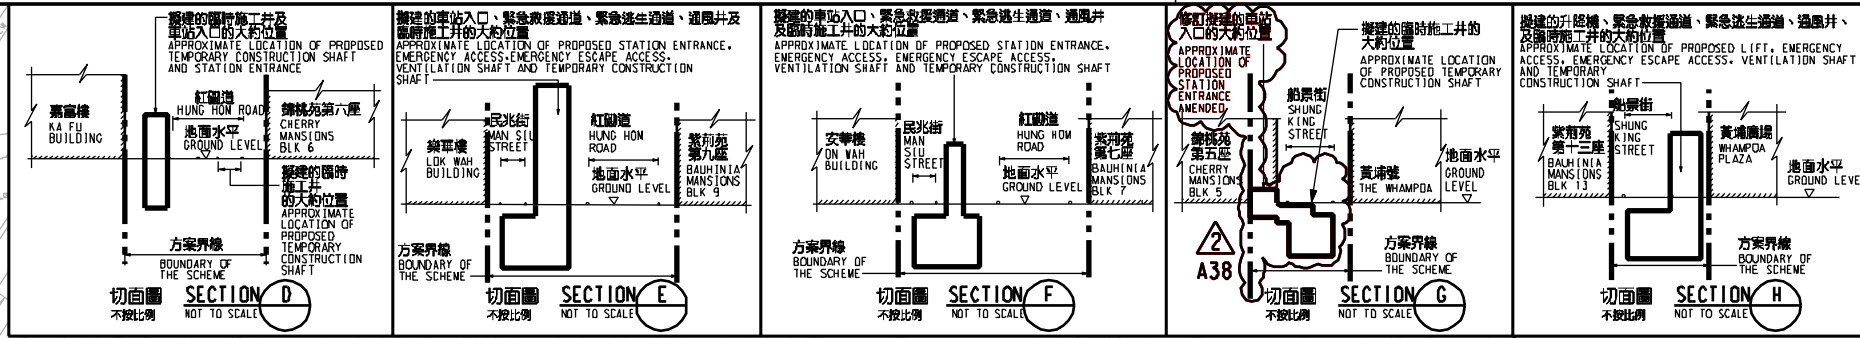 擬建的臨時施工井及
車站入口的大約位置
APPROXIMATE LOCATION OF PROPOSED
TEMPORARY CONSTRUCTION SHAFT
AND STATION ENTRANCE
嘉富樓
KA FU
BUILDING
紅磡道
HUNG HOM ROAD
地面水平
GROUND LEVEL
錦桃苑第六座
CHERRY
MANSIONS
BLK 6
擬建的臨時
施工井
的大約位置
APPROXIMATE
LOCATION OF
PROPOSED
TEMPORARY
CONSTRUCTION
SHAFT
方案界線
BOUNDARY OF
THE SCHEME
切面圖
不按比例
SECTION D
NOT TO SCALE
擬建的車站入口、緊急救援通道、緊急逃生通道、通風井及
臨時施工井的大約位置
APPROXIMATE LOCATION OF PROPOSED STATION ENTRANCE,
EMERGENCY ACCESS,EMERGENCY ESCAPE ACCESS,
VENTILATION SHAFT AND TEMPORARY CONSTRUCTION
SHAFT
樂華樓
LOK WAH
BUILDING
民兆街
MAN SIU
STREET
紅磡道
HUNG HOM
ROAD
地面水平
GROUND LEVEL
紫荊苑
第九座
BAUHINIA
MANSIONS
BLK 9
方案界線
BOUNDARY OF
THE SCHEME
切面圖
不按比例
SECTION E
NOT TO SCALE
擬建的車站入口、緊急救援通道、緊急逃生通道、通風井
及臨時施工井的大約位置
APPROXIMATE LOCATION OF PROPOSED STATION ENTRANCE,
EMERGENCY ACCESS, EMERGENCY ESCAPE ACCESS,
VENTILATION SHAFT AND TEMPORARY CONSTRUCTION SHAFT
安華樓
ON WAH
BUILDING
民兆街
MAN
SIU
STREET
紅磡道
HUNG HOM
ROAD
地面水平
GROUND LEVEL
紫荊苑
第七座
BAUHINIA
MANSIONS
BLK 7
方案界線
BOUNDARY OF
THE SCHEME
切面圖
不按比例
SECTION F
NOT TO SCALE
修訂擬建的車站
入口的大約位置
APPROXIMATE
LOCATION OF
PROPOSED
STATION
ENTRANCE
AMENDED
擬建的臨時施工井的
大約位置
APPROXIMATE LOCATION
OF PROPOSED TEMPORARY
CONSTRUCTION SHAFT
船景街
SHUNG
KING
STREET
錦桃苑
第五座
CHERRY
MANSIONS
BLK 5
黃埔號
THE WHAMPOA
地面水平
GROUND
LEVEL
2
A38
方案界線
BOUNDARY OF
THE SCHEME
切面圖
不按比例
SECTION G
NOT TO SCALE
擬建的升降機、緊急救援通道、緊急逃生通道、通風井、
及臨時施工井的大約位置
APPROXIMATE LOCATION OF PROPOSED LIFT, EMERGENCY
ACCESS, EMERGENCY ESCAPE ACCESS, VENTILATION SHAFT
AND TEMPORARY
CONSTRUCTION SHAFT
船景街
SHUNG
KING
STREET
紫荊苑
第十三座
BAUHINIA
MANSIONS
BLK 13
黃埔廣場
WHAMPOA
PLAZA
地面水平
GROUND LEVE
方案界線
BOUNDARY OF
THE SCHEME
切面圖
不按比例
SECTION H
NOT TO SCALE